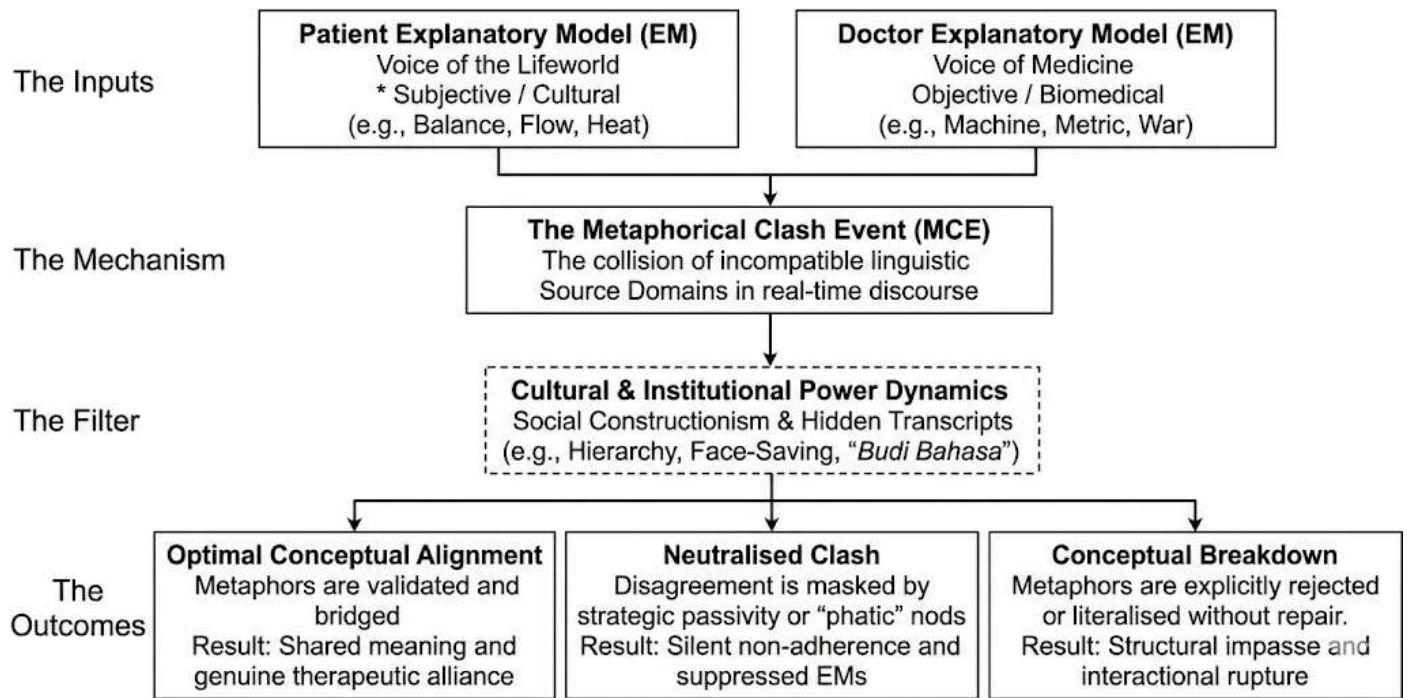 The Inputs
Patient Explanatory Model (EM)
Voice of the Lifeworld
* Subjective / Cultural
(e.g., Balance, Flow, Heat)
Doctor Explanatory Model (EM)
Voice of Medicine
Objective / Biomedical
(e.g., Machine, Metric, War)
The Mechanism
The Metaphorical Clash Event (MCE)
The collision of incompatible linguistic
Source Domains in real-time discourse
The Filter
Cultural & Institutional Power Dynamics
Social Constructionism & Hidden Transcripts
(e.g., Hierarchy, Face-Saving, “Budi Bahasa”)
The
Outcomes
Optimal Conceptual Alignment
Metaphors are validated and
bridged
Result: Shared meaning and
genuine therapeutic alliance
Neutralised Clash
Disagreement is masked by
strategic passivity or “phatic” nods
Result: Silent non-adherence and
suppressed EMs
Conceptual Breakdown
Metaphors are explicitly rejected
or literalised without repair.
Result: Structural impasse and
interactional rupture